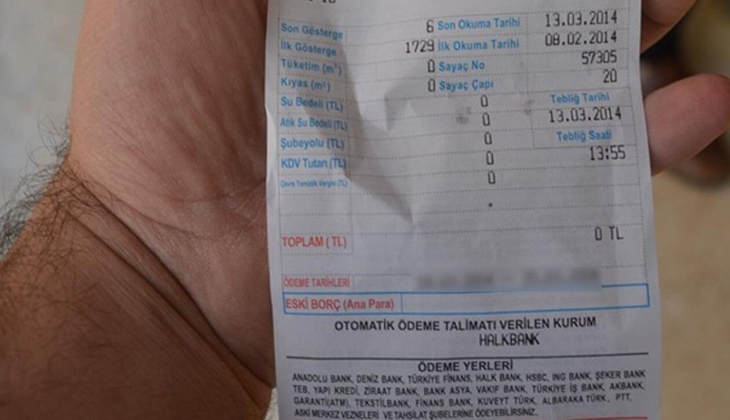 Son Gösterge 6 Son Okuma Tarihi 13.03.2014
İlk Gösterge 1729 İlk Okuma Tarihi 08.02.2014
Tüketim (m³) 0 Sayaç No 57305
Kıyas (m³) 0 Sayaç Çapı 20
Su Bedeli (TL) 0 Tebliğ Tarihi
Atık Su Bedeli (TL) 0 13.03.2014
Şubeyolu (TL) 0 Tebliğ Saati
KDV Tutarı (TL) 0 13:55
Çevre Temizlik Vergisi (TL) 0
TOPLAM ( TL) 0 TL
ÖDEME TARİHLERİ
ESKİ BORÇ (Ana Para)
OTOMATİK ÖDEME TALİMATI VERİLEN KURUM
HALKBANK
ÖDEME YERLERİ
ANADOLU BANK, DENİZ BANK, TÜRKİYE FİNANS, HALK BANK, HSBC, ING BANK, ŞEKER BANK
TEB, YAPI KREDİ, ZİRAAT BANK, BANK ASYA, VAKIF BANK, TÜRKİYE İŞ BANK, AKBANK,
GARANTİ(ATM), TEKSTİLBANK, FİNANS BANK, KUVEYT TÜRK, ALBARAKA TÜRK, PTT,
ASKİ MERKEZ VEZNELERİ VE TAHSİLAT ŞUBELERİNE ÖDEYEBİLİRSİNİZ.